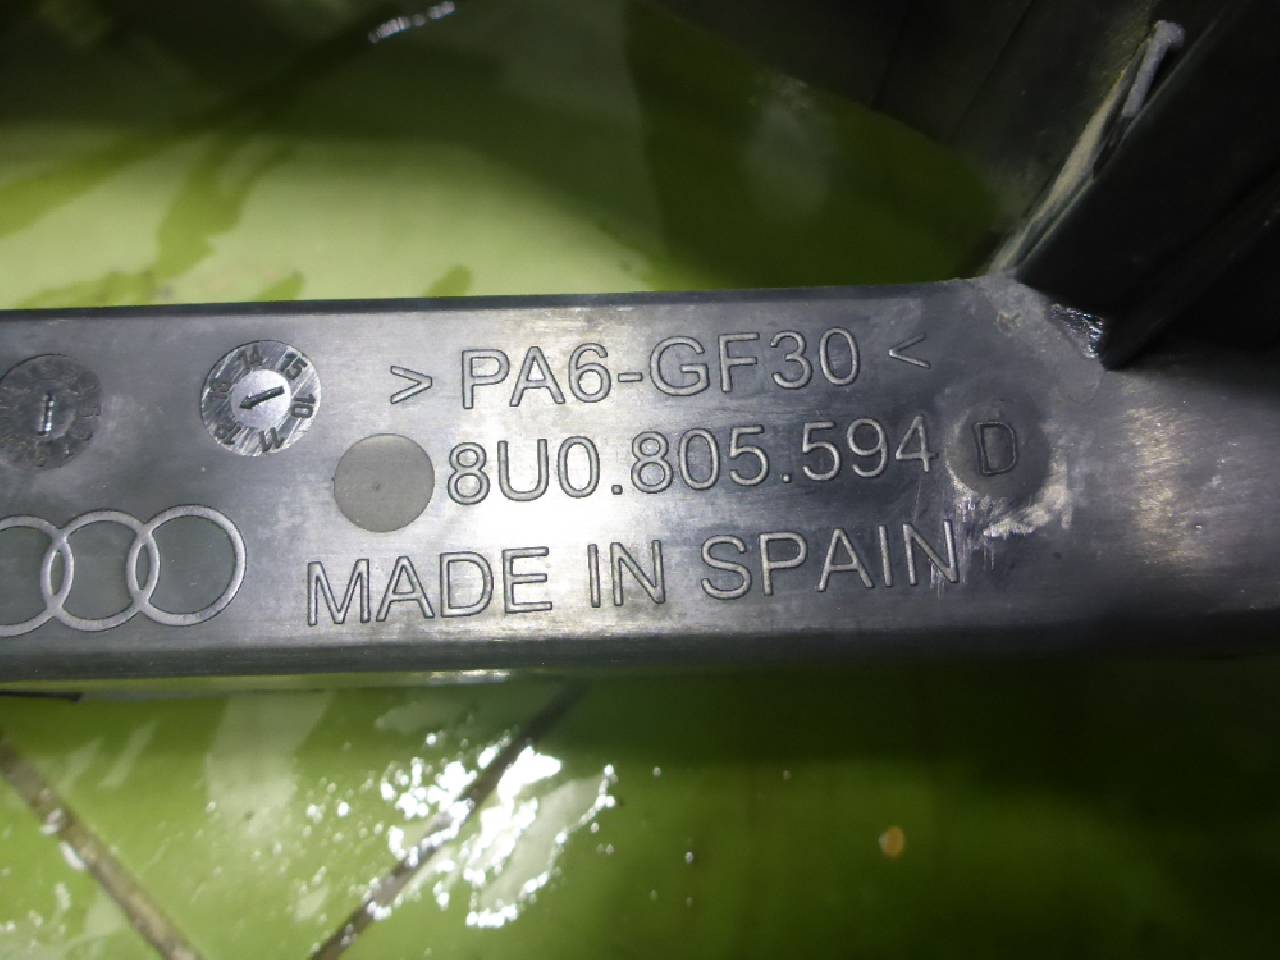 > PA6-GF30 <
8U0.805.594 D
MADE IN SPAIN